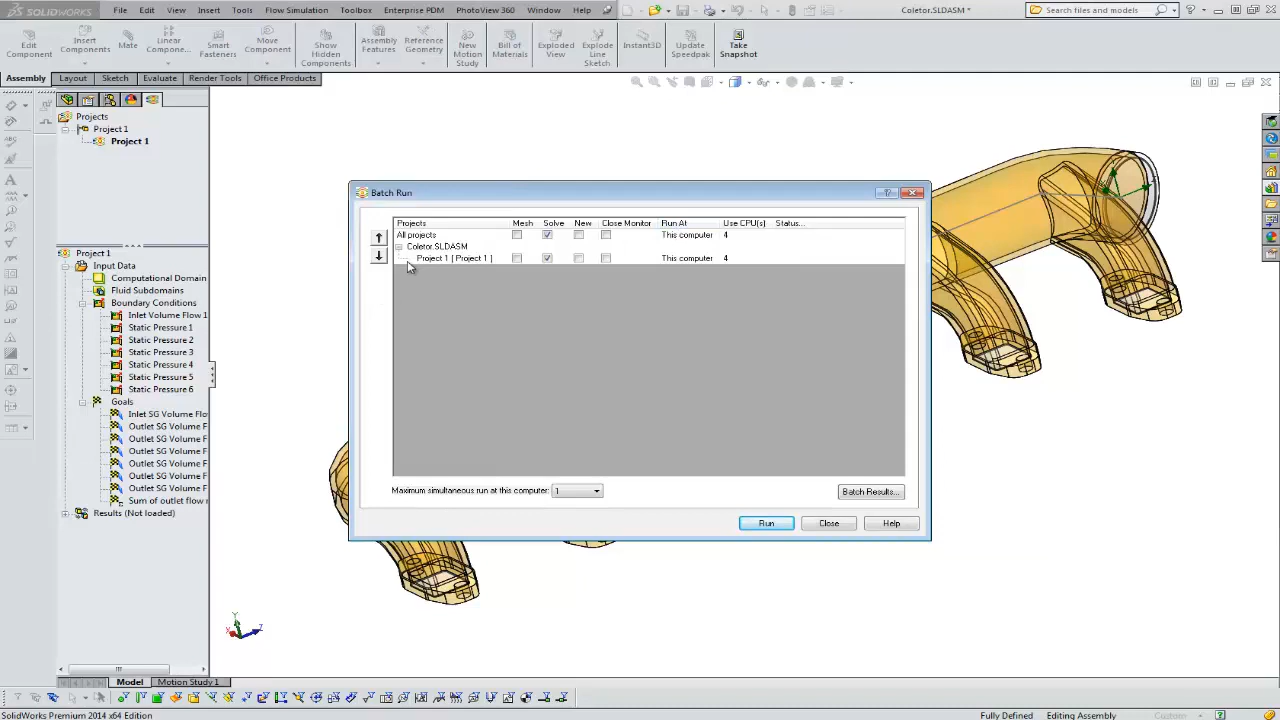 SOLIDWORKS
File Edit View Insert Tools Flow Simulation Toolbox Enterprise PDM PhotoView 360 Window Help
Coletor.SLDASM *
Search files and models
Edit Component
Insert Components
Mate
Linear Compone...
Smart Fasteners
Move Component
Show Hidden Components
Assembly Features
Reference Geometry
New Motion Study
Bill of Materials
Exploded View
Explode Line Sketch
Instant3D
Update Speedpak
Take Snapshot
Assembly Layout Sketch Evaluate Render Tools Office Products
Projects
Project 1
Project 1
Project 1
Input Data
Computational Domain
Fluid Subdomains
Boundary Conditions
Inlet Volume Flow 1
Static Pressure 1
Static Pressure 2
Static Pressure 3
Static Pressure 4
Static Pressure 5
Static Pressure 6
Goals
Inlet SG Volume Flo
Outlet SG Volume F
Outlet SG Volume F
Outlet SG Volume F
Outlet SG Volume F
Outlet SG Volume F
Outlet SG Volume F
Sum of outlet flow r
Results (Not loaded)
Batch Run
Projects Mesh Solve New Close Monitor Run At Use CPU(s) Status...
All projects This computer 4
Coletor.SLDASM
Project 1 [ Project 1 ] This computer 4
Maximum simultaneous run at this computer: 1
Batch Results...
Run Close Help
Y
X
Z
Model Motion Study 1
SolidWorks Premium 2014 x64 Edition
Fully Defined Editing Assembly Custom